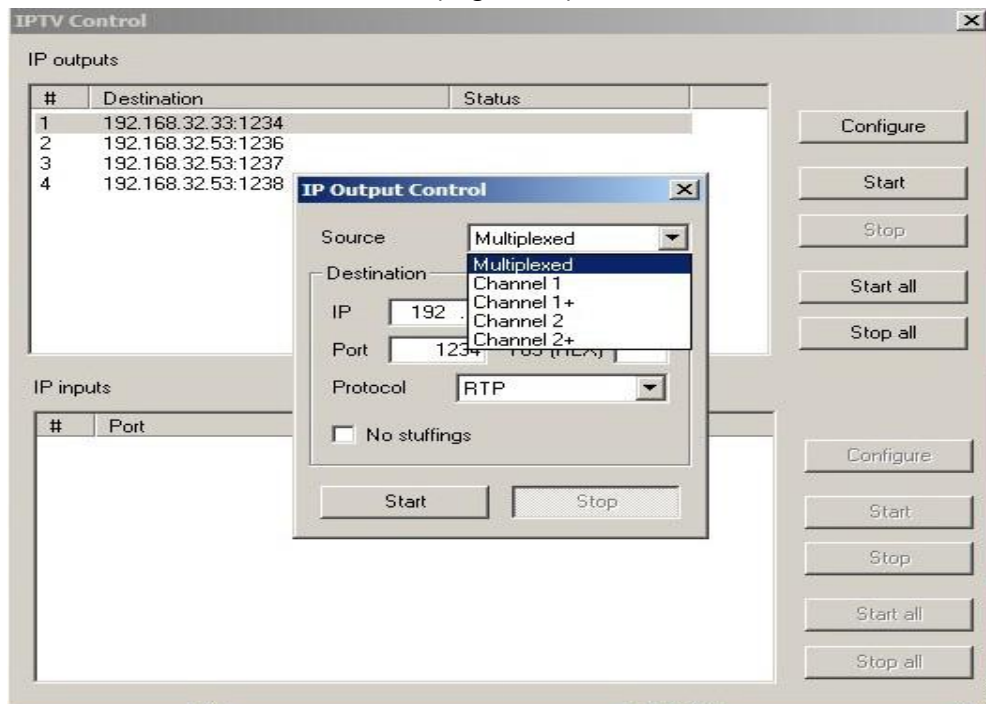 IPTV Control
IP outputs
# Destination Status
1 192.168.32.33:1234
2 192.168.32.53:1236
3 192.168.32.53:1237
4 192.168.32.53:1238
Configure
Start
Stop
Start all
Stop all
IP Output Control
Source Multiplexed
Multiplexed
Channel 1
Channel 1+
Channel 2
Channel 2+
Destination
IP 192 .
Port 1234
Protocol RTP
No stuffings
Start Stop
IP inputs
# Port
Configure
Start
Stop
Start all
Stop all